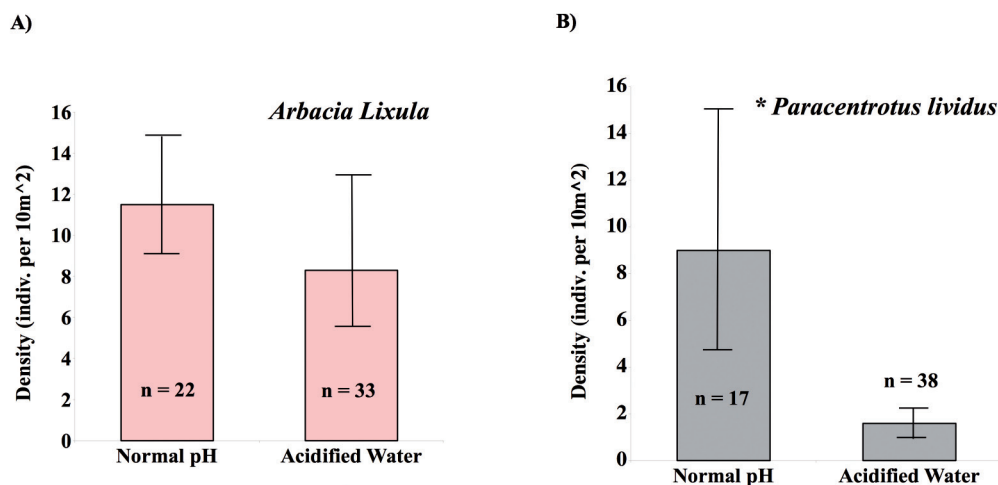 A)
Arbacia Lixula
Density (indiv. per 10m^2)
16
14
12
10
8
6
4
2
0
n = 22
n = 33
Normal pH
Acidified Water
B)
* Paracentrotus lividus
Density (indiv. per 10m^2)
16
14
12
10
8
6
4
2
0
n = 17
n = 38
Normal pH
Acidified Water